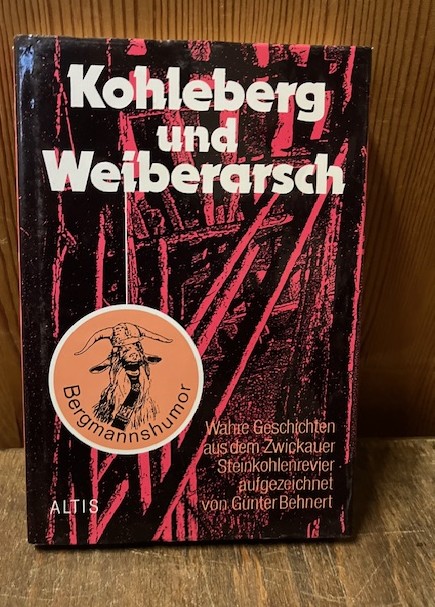 Kohleberg
und
Weiberarsch
Bergmannshumor
Wahre Geschichten
aus dem Zwickauer
Steinkohlenrevier
aufgezeichnet
von Günter Behnert
ALTIS